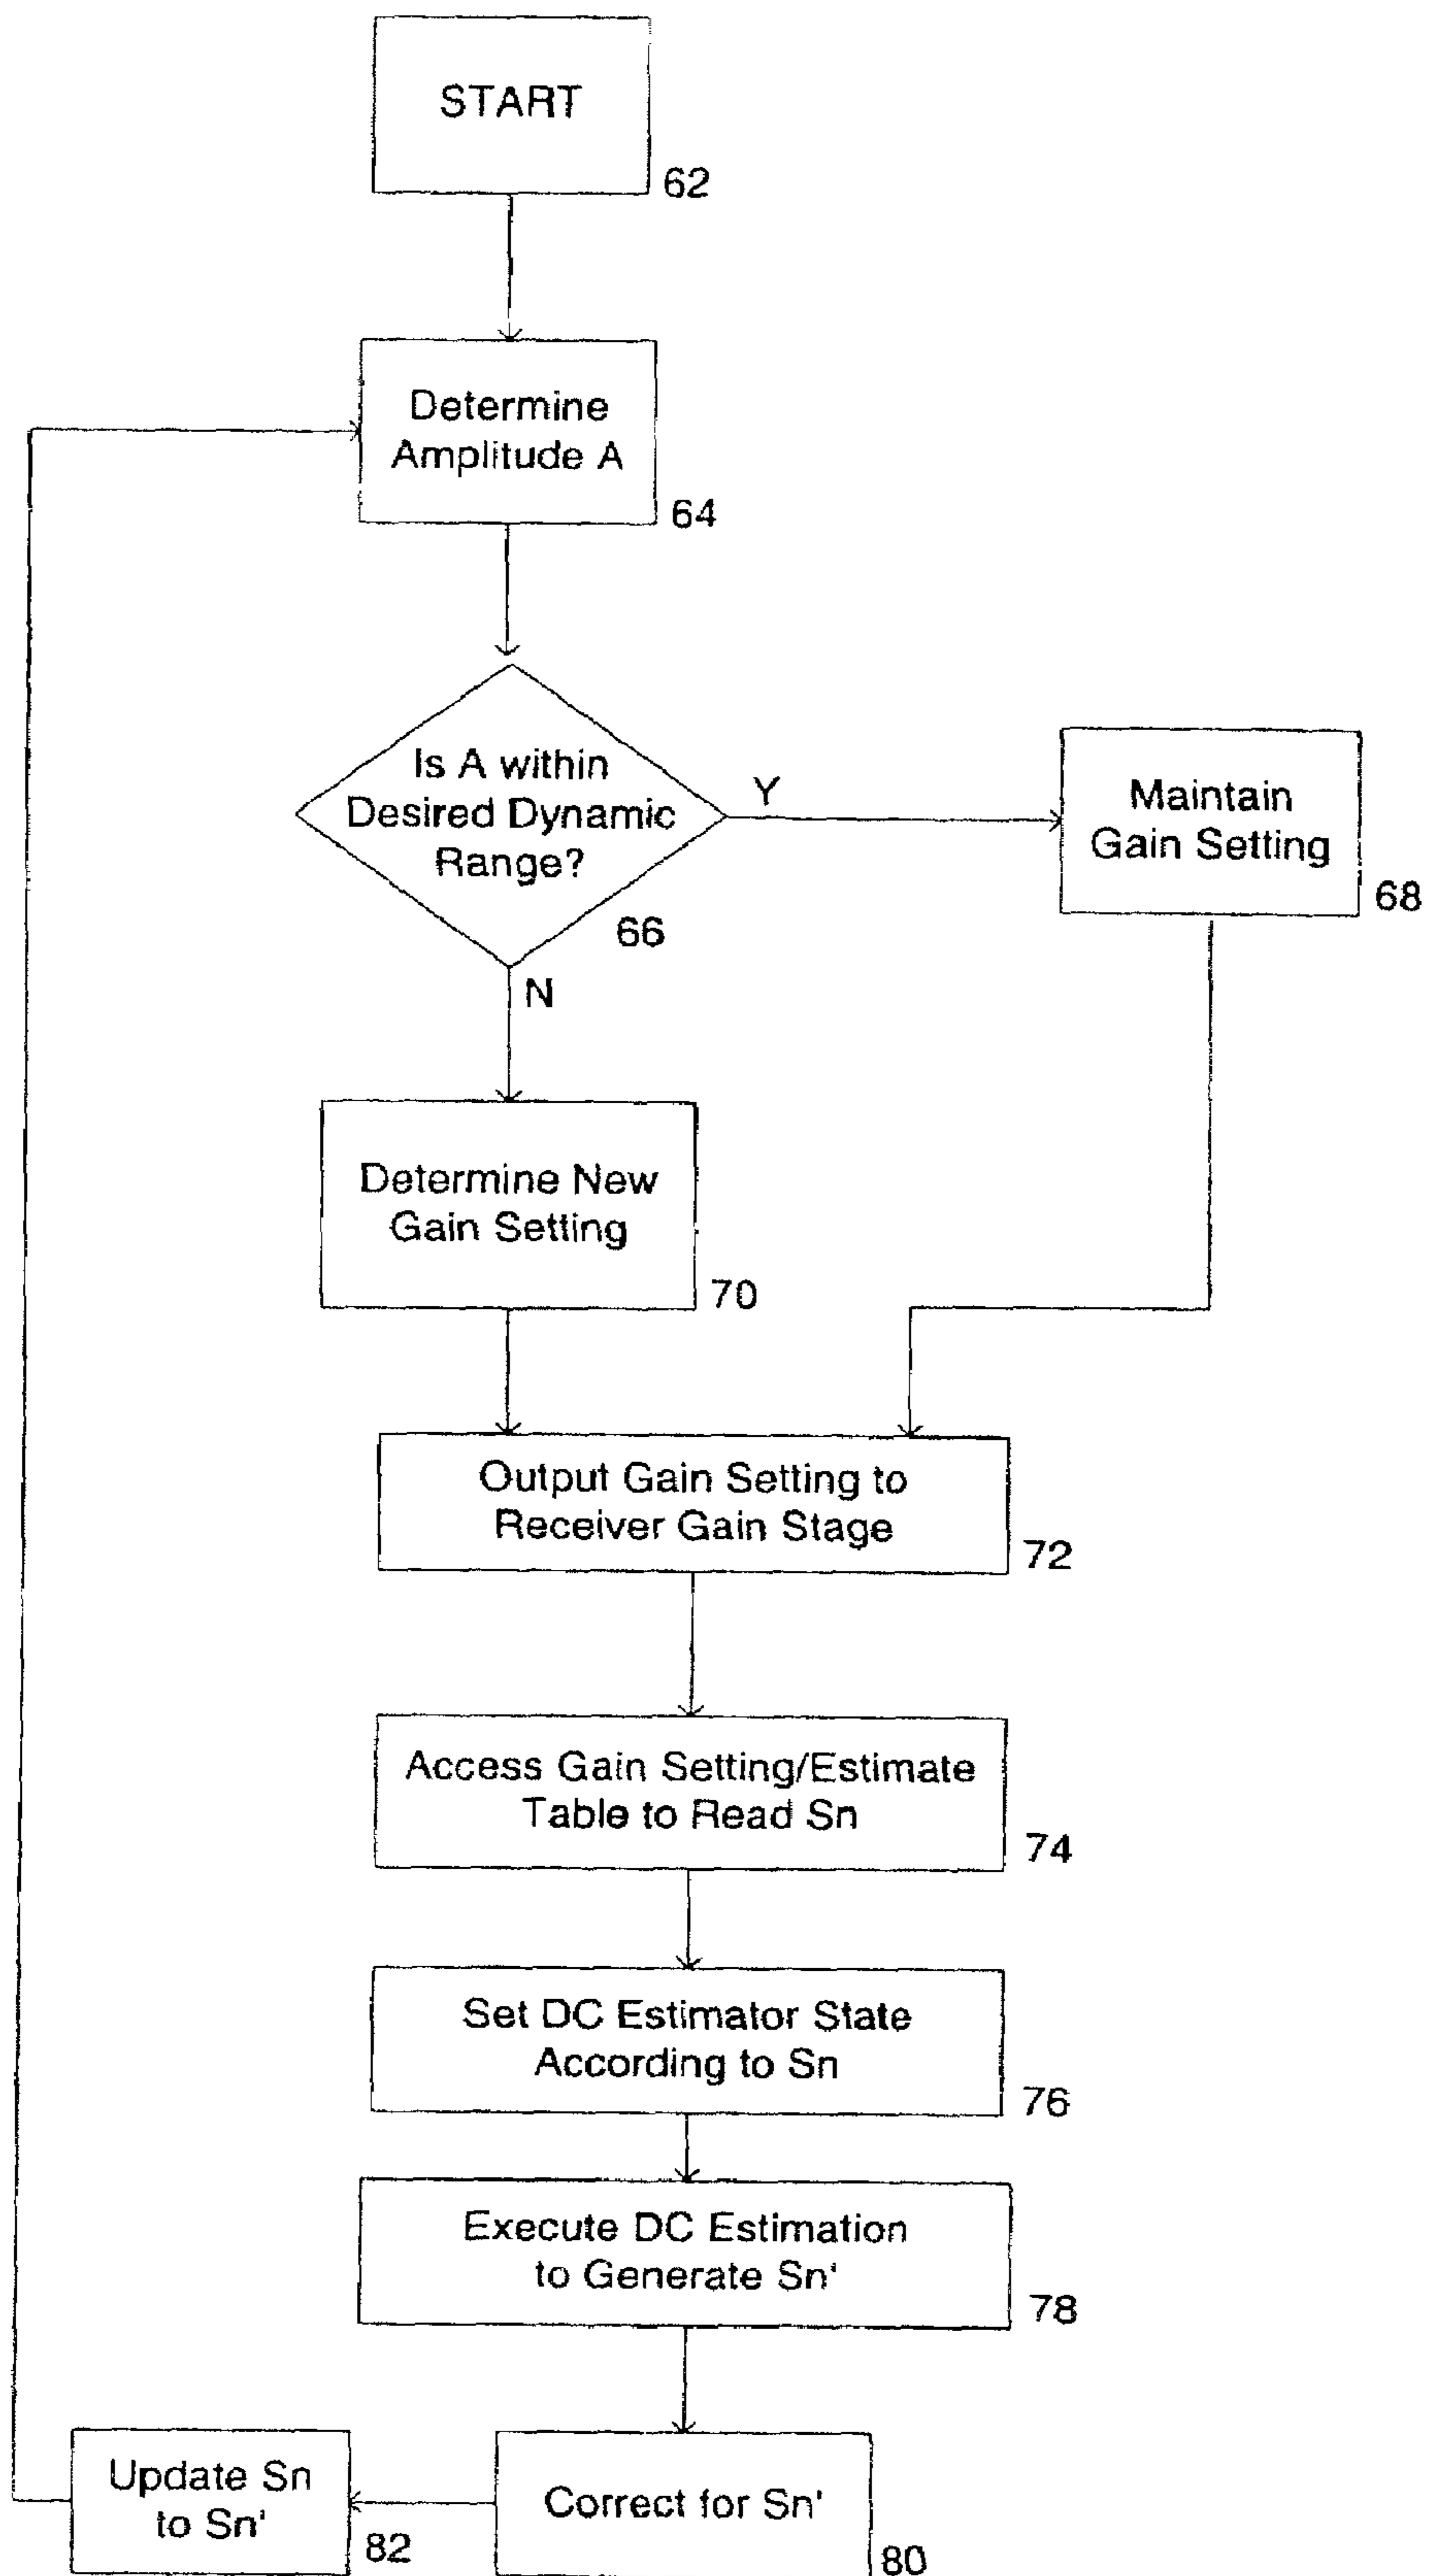 START
62
Determine
Amplitude A
64
Is A within
Desired Dynamic
Range?
66
Y
Maintain
Gain Setting
68
N
Determine New
Gain Setting
70
Output Gain Setting to
Receiver Gain Stage
72
Access Gain Setting/Estimate
Table to Read Sn
74
Set DC Estimator State
According to Sn
76
Execute DC Estimation
to Generate Sn'
78
Correct for Sn'
80
Update Sn
to Sn'
82